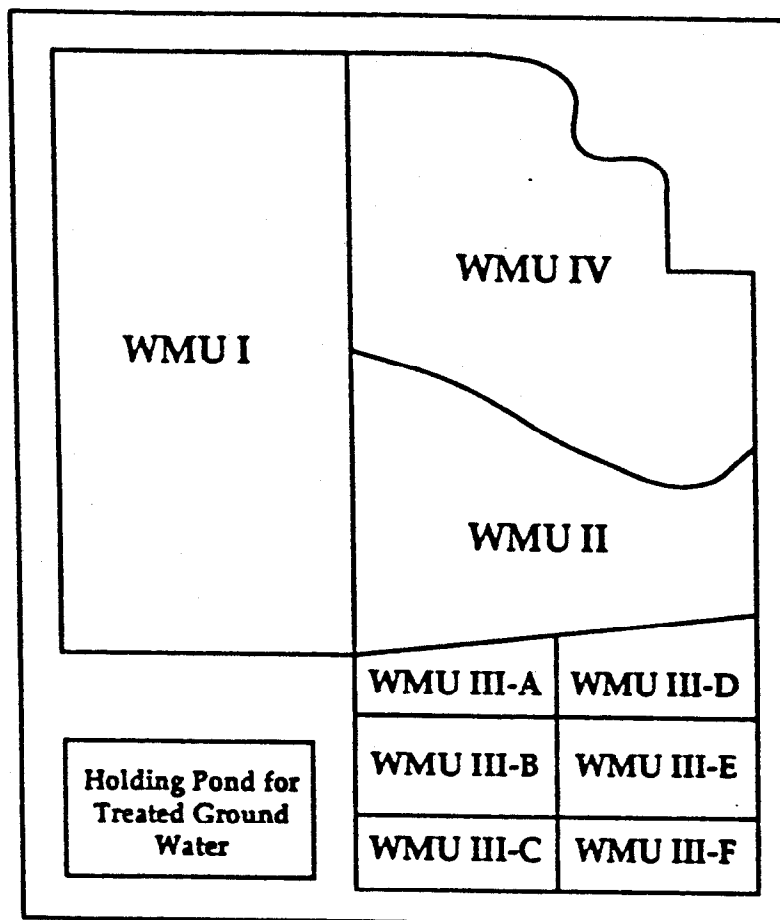 WMU IV
WMU I
WMU II
WMU III-A
WMU III-D
WMU III-B
WMU III-E
WMU III-C
WMU III-F
Holding Pond for
Treated Ground
Water